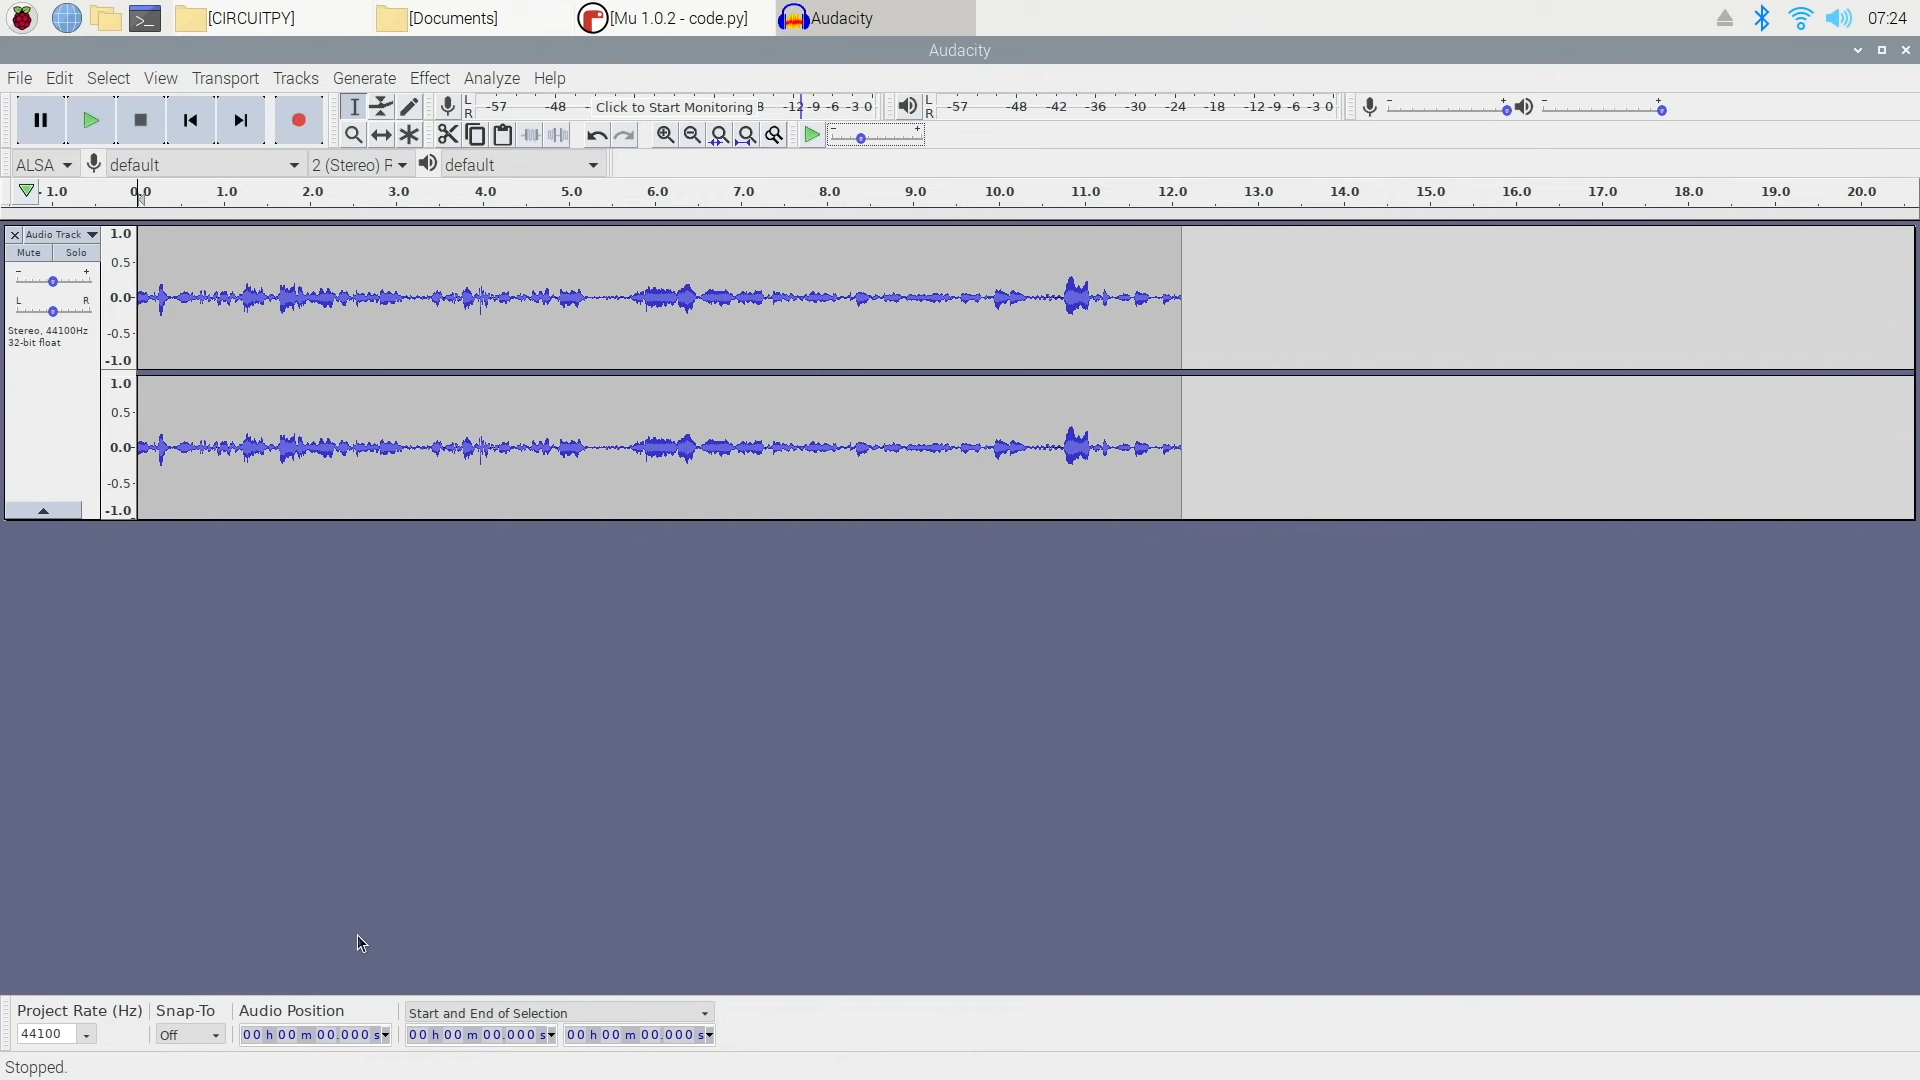 [CIRCUITPY] [Documents] [Mu 1.0.2 - code.py] Audacity 07:24
Audacity
File Edit Select View Transport Tracks Generate Effect Analyze Help
L -57 -48 - Click to Start Monitoring 8 -12 -9 -6 -3 0 L -57 -48 -42 -36 -30 -24 -18 -12 -9 -6 -3 0 - + - +
R R
- +
ALSA default 2 (Stereo) R default
- 1.0 0.0 1.0 2.0 3.0 4.0 5.0 6.0 7.0 8.0 9.0 10.0 11.0 12.0 13.0 14.0 15.0 16.0 17.0 18.0 19.0 20.0
Audio Track 1.0
Mute Solo
- + 0.5
L R 0.0
Stereo, 44100Hz -0.5
32-bit float
-1.0
1.0
0.5
0.0
-0.5
-1.0
Project Rate (Hz) Snap-To Audio Position Start and End of Selection
44100 Off 00 h 00 m 00.000 s 00 h 00 m 00.000 s 00 h 00 m 00.000 s
Stopped.